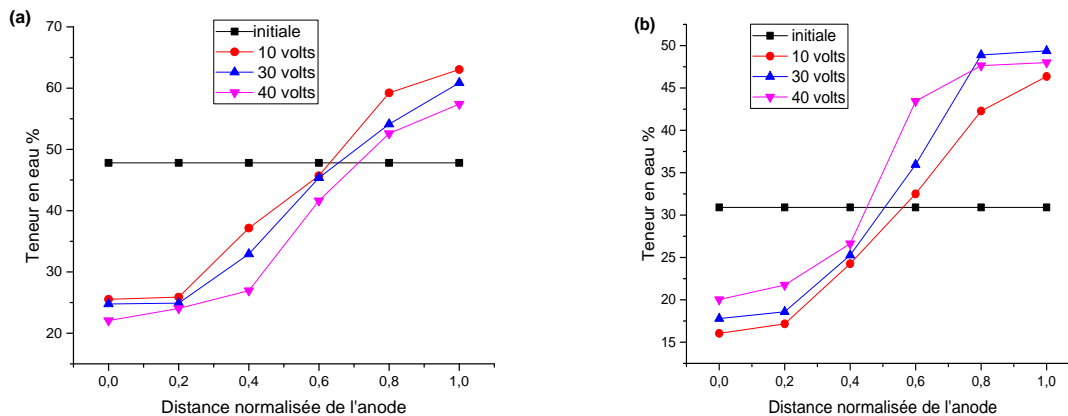 (a)
70
60
50
40
30
20
Teneur en eau %
initiale
10 volts
30 volts
40 volts
0,0 0,2 0,4 0,6 0,8 1,0
Distance normalisée de l'anode
(b)
50
45
40
35
30
25
20
15
Teneur en eau %
initiale
10 volts
30 volts
40 volts
0,0 0,2 0,4 0,6 0,8 1,0
Distance normalisée de l'anode